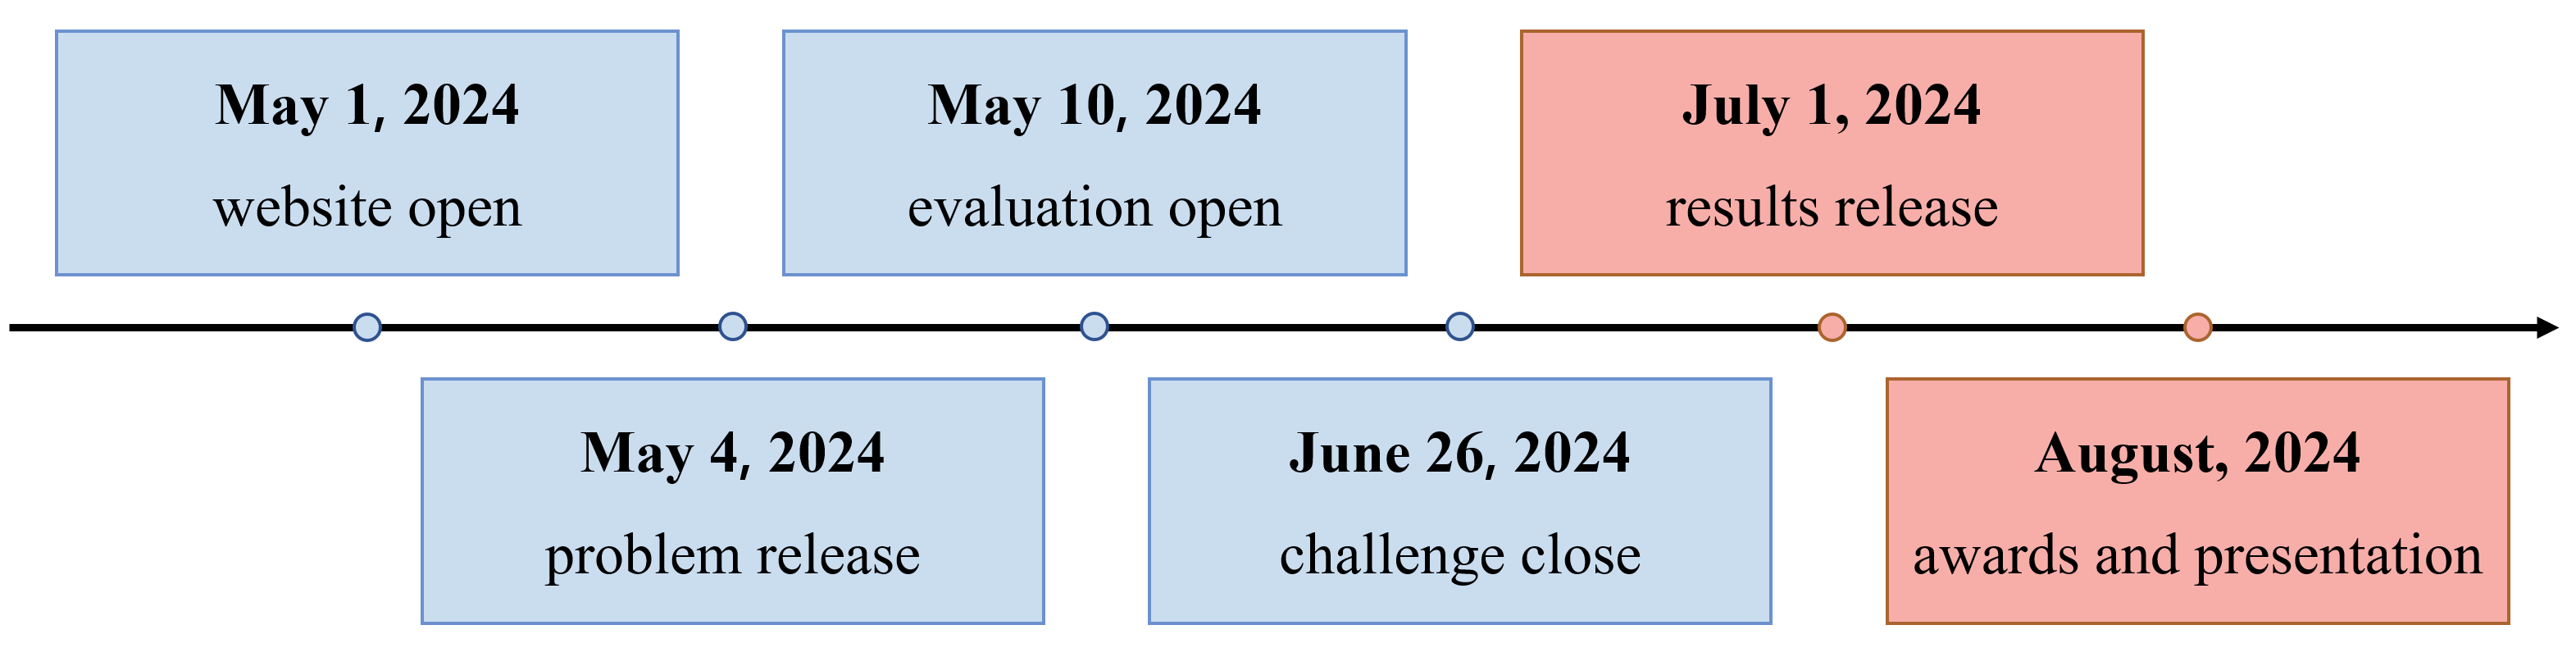 May 1, 2024
website open
May 4, 2024
problem release
May 10, 2024
evaluation open
June 26, 2024
challenge close
July 1, 2024
results release
August, 2024
awards and presentation